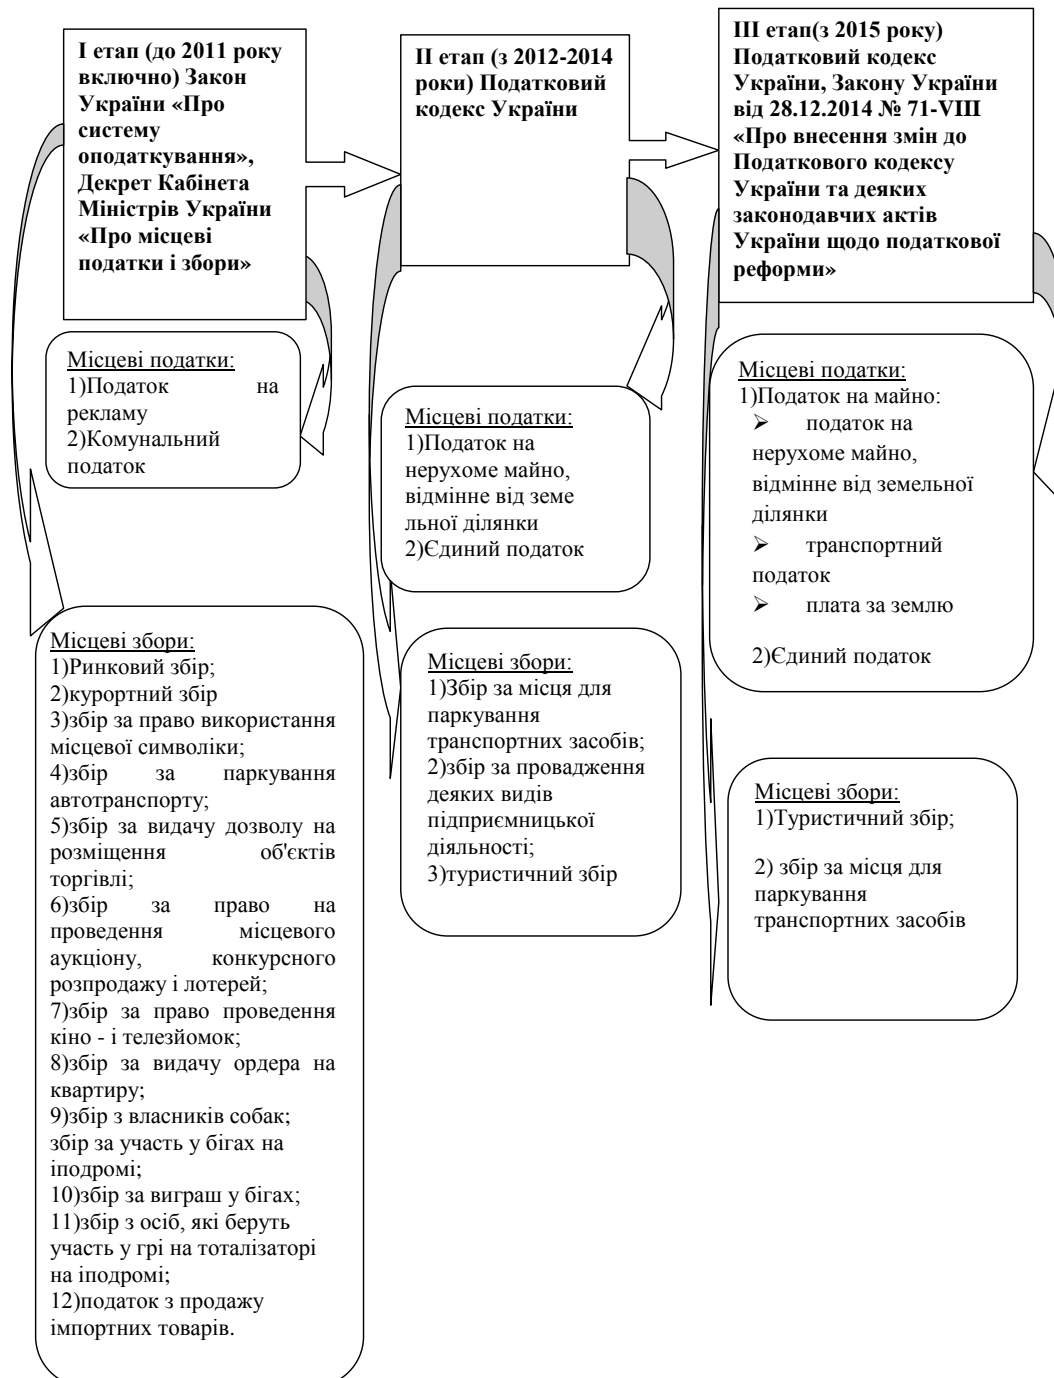 І етап (до 2011 року
включно) Закон
України «Про
систему
оподаткування»,
Декрет Кабінета
Міністрів України
«Про місцеві
податки і збори»
ІІ етап (з 2012-2014
роки) Податковий
кодекс України
ІІІ етап(з 2015 року)
Податковий кодекс
України, Закону України
від 28.12.2014 № 71-VIII
«Про внесення змін до
Податкового кодексу
України та деяких
законодавчих актів
України щодо податкової
реформи»
Місцеві податки:
1)Податок на
рекламу
2)Комунальний
податок
Місцеві податки:
1)Податок на
нерухоме майно,
відмінне від земе
льної ділянки
2)Єдиний податок
Місцеві податки:
1)Податок на майно:
➢ податок на
нерухоме майно,
відмінне від земельної
ділянки
➢ транспортний
податок
➢ плата за землю
2)Єдиний податок
Місцеві збори:
1)Ринковий збір;
2)курортний збір
3)збір за право використання
місцевої символіки;
4)збір за паркування
автотранспорту;
5)збір за видачу дозволу на
розміщення об'єктів
торгівлі;
6)збір за право на
проведення місцевого
аукціону, конкурсного
розпродажу і лотерей;
7)збір за право проведення
кіно - і телезйомок;
8)збір за видачу ордера на
квартиру;
9)збір з власників собак;
збір за участь у бігах на
іподромі;
10)збір за виграш у бігах;
11)збір з осіб, які беруть
участь у грі на тоталізаторі
на іподромі;
12)податок з продажу
імпортних товарів.
Місцеві збори:
1)Збір за місця для
паркування
транспортних засобів;
2)збір за провадження
деяких видів
підприємницької
діяльності;
3)туристичний збір
Місцеві збори:
1)Туристичний збір;
2) збір за місця для
паркування
транспортних засобів